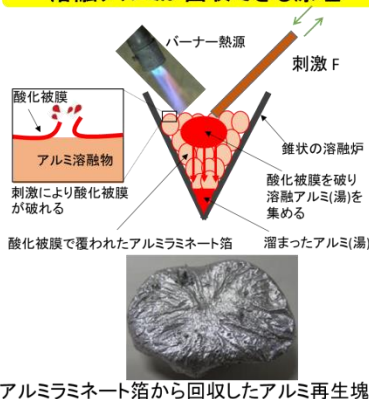 バーナー熱源
刺激 F
酸化被膜
アルミ溶融物
刺激により酸化被膜
が破れる
錐状の溶融炉
酸化被膜を破り
溶融アルミ(湯)を
集める
酸化被膜で覆われたアルミラミネート箔
溜まったアルミ(湯)
アルミラミネート箔から回収したアルミ再生塊